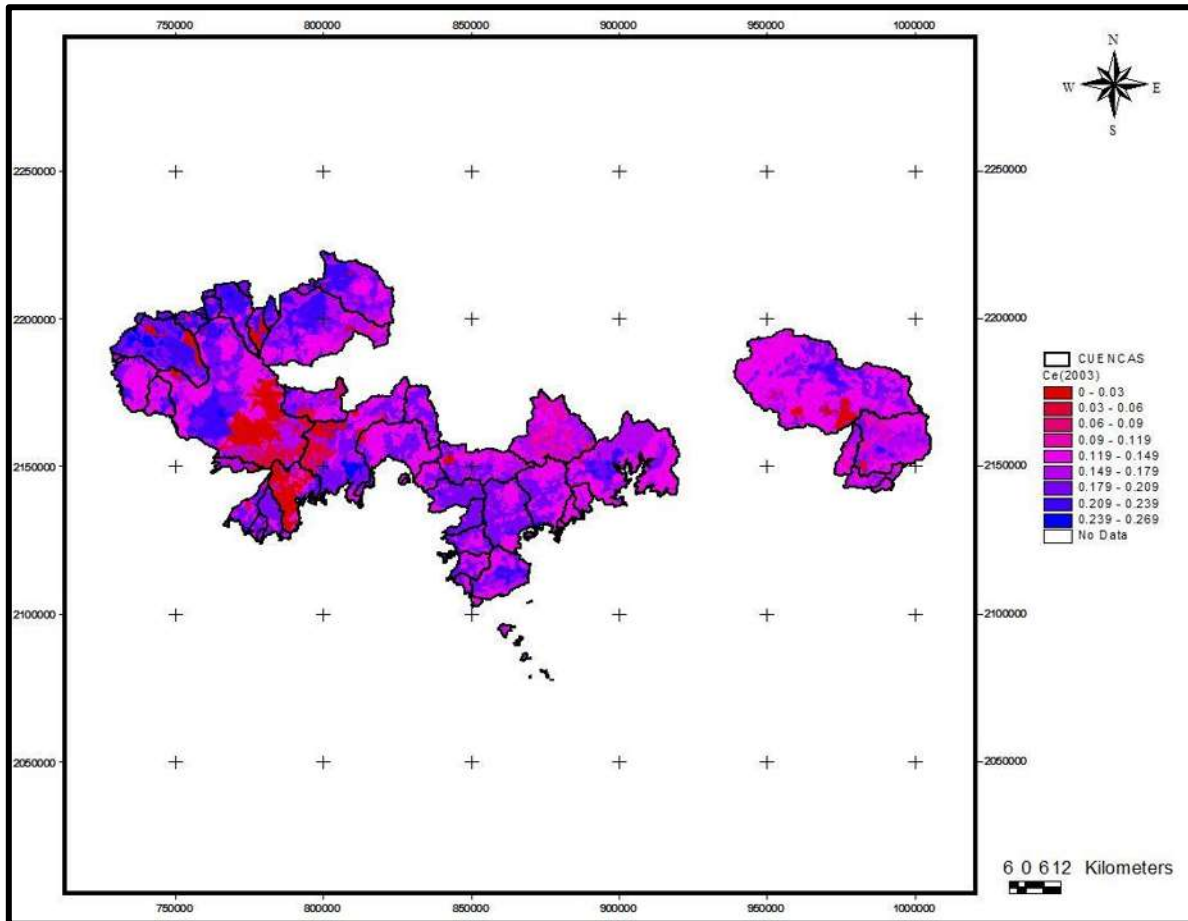 750000 800000 850000 900000 950000 1000000
N
W E
S
2250000 2250000
2200000 2200000
CUENCAS
Ce(2003)
0 - 0.03
0.03 - 0.06
0.06 - 0.09
0.09 - 0.119
0.119 - 0.149
0.149 - 0.179
0.179 - 0.209
0.209 - 0.239
0.239 - 0.269
No Data
2150000 2150000
2100000 2100000
2050000 2050000
6 0 6 12 Kilometers
750000 800000 850000 900000 950000 1000000